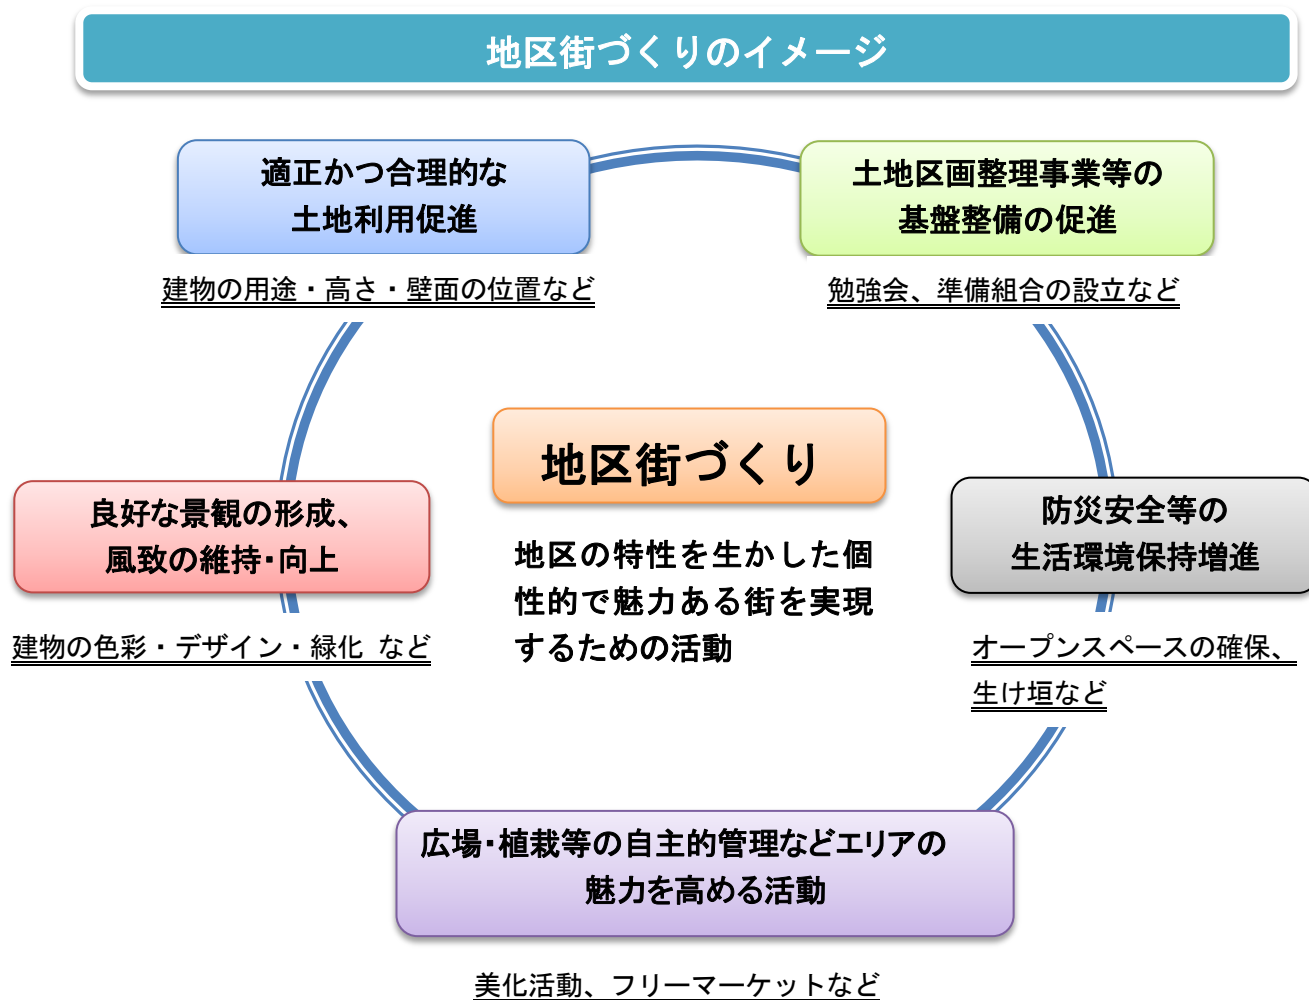 地区街づくりのイメージ
適正かつ合理的な
土地利用促進
建物の用途・高さ・壁面の位置など
土地区画整理事業等の
基盤整備の促進
勉強会、準備組合の設立など
地区街づくり
地区の特性を生かした個
性的で魅力ある街を実現
するための活動
良好な景観の形成、
風致の維持・向上
建物の色彩・デザイン・緑化 など
防災安全等の
生活環境保持増進
オープンスペースの確保、
生け垣など
広場・植栽等の自主的管理などエリアの
魅力を高める活動
美化活動、フリーマーケットなど